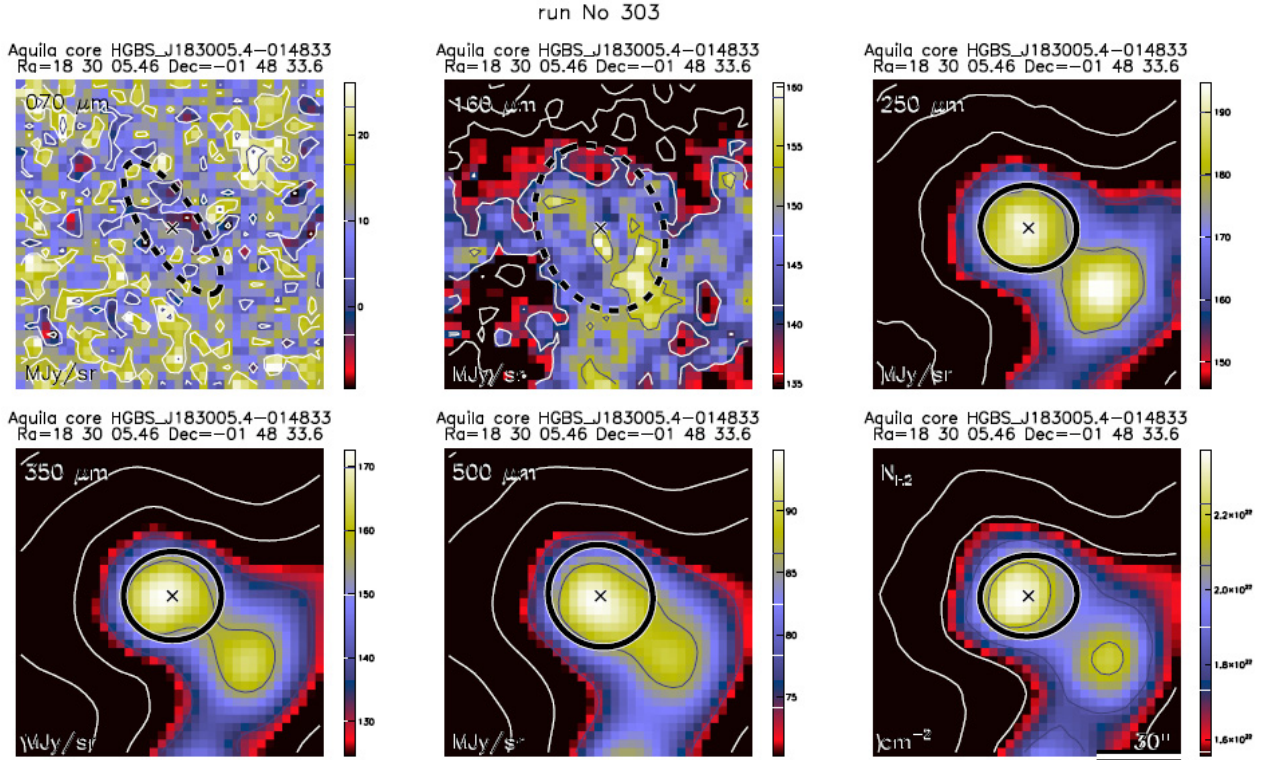 run No 303
Aquila core HGBS_J183005.4-014833
Ra=18 30 05.46 Dec=-01 48 33.6
070 μm
20
10
0
MJy/sr
Aquila core HGBS_J183005.4-014833
Ra=18 30 05.46 Dec=-01 48 33.6
160 μm
160
155
150
145
140
135
MJy/sr
Aquila core HGBS_J183005.4-014833
Ra=18 30 05.46 Dec=-01 48 33.6
250 μm
190
180
170
160
150
MJy/sr
Aquila core HGBS_J183005.4-014833
Ra=18 30 05.46 Dec=-01 48 33.6
350 μm
170
160
150
140
130
MJy/sr
Aquila core HGBS_J183005.4-014833
Ra=18 30 05.46 Dec=-01 48 33.6
500 μm
90
85
80
75
MJy/sr
Aquila core HGBS_J183005.4-014833
Ra=18 30 05.46 Dec=-01 48 33.6
N_H2
2.2×10²²
2.0×10²²
1.8×10²²
1.6×10²²
cm⁻²
30"